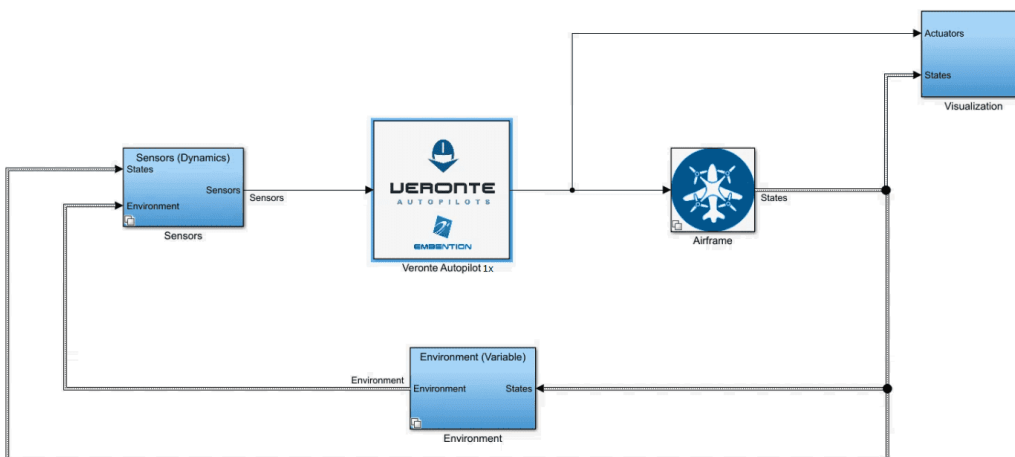 Actuators
States
Visualization
Sensors (Dynamics)
States
Sensors
Environment
Sensors
Sensors
VERONTE
AUTOPILOTS
EMBENTION
Veronte Autopilot 1x
States
Airframe
Environment (Variable)
Environment
Environment
States
Environment